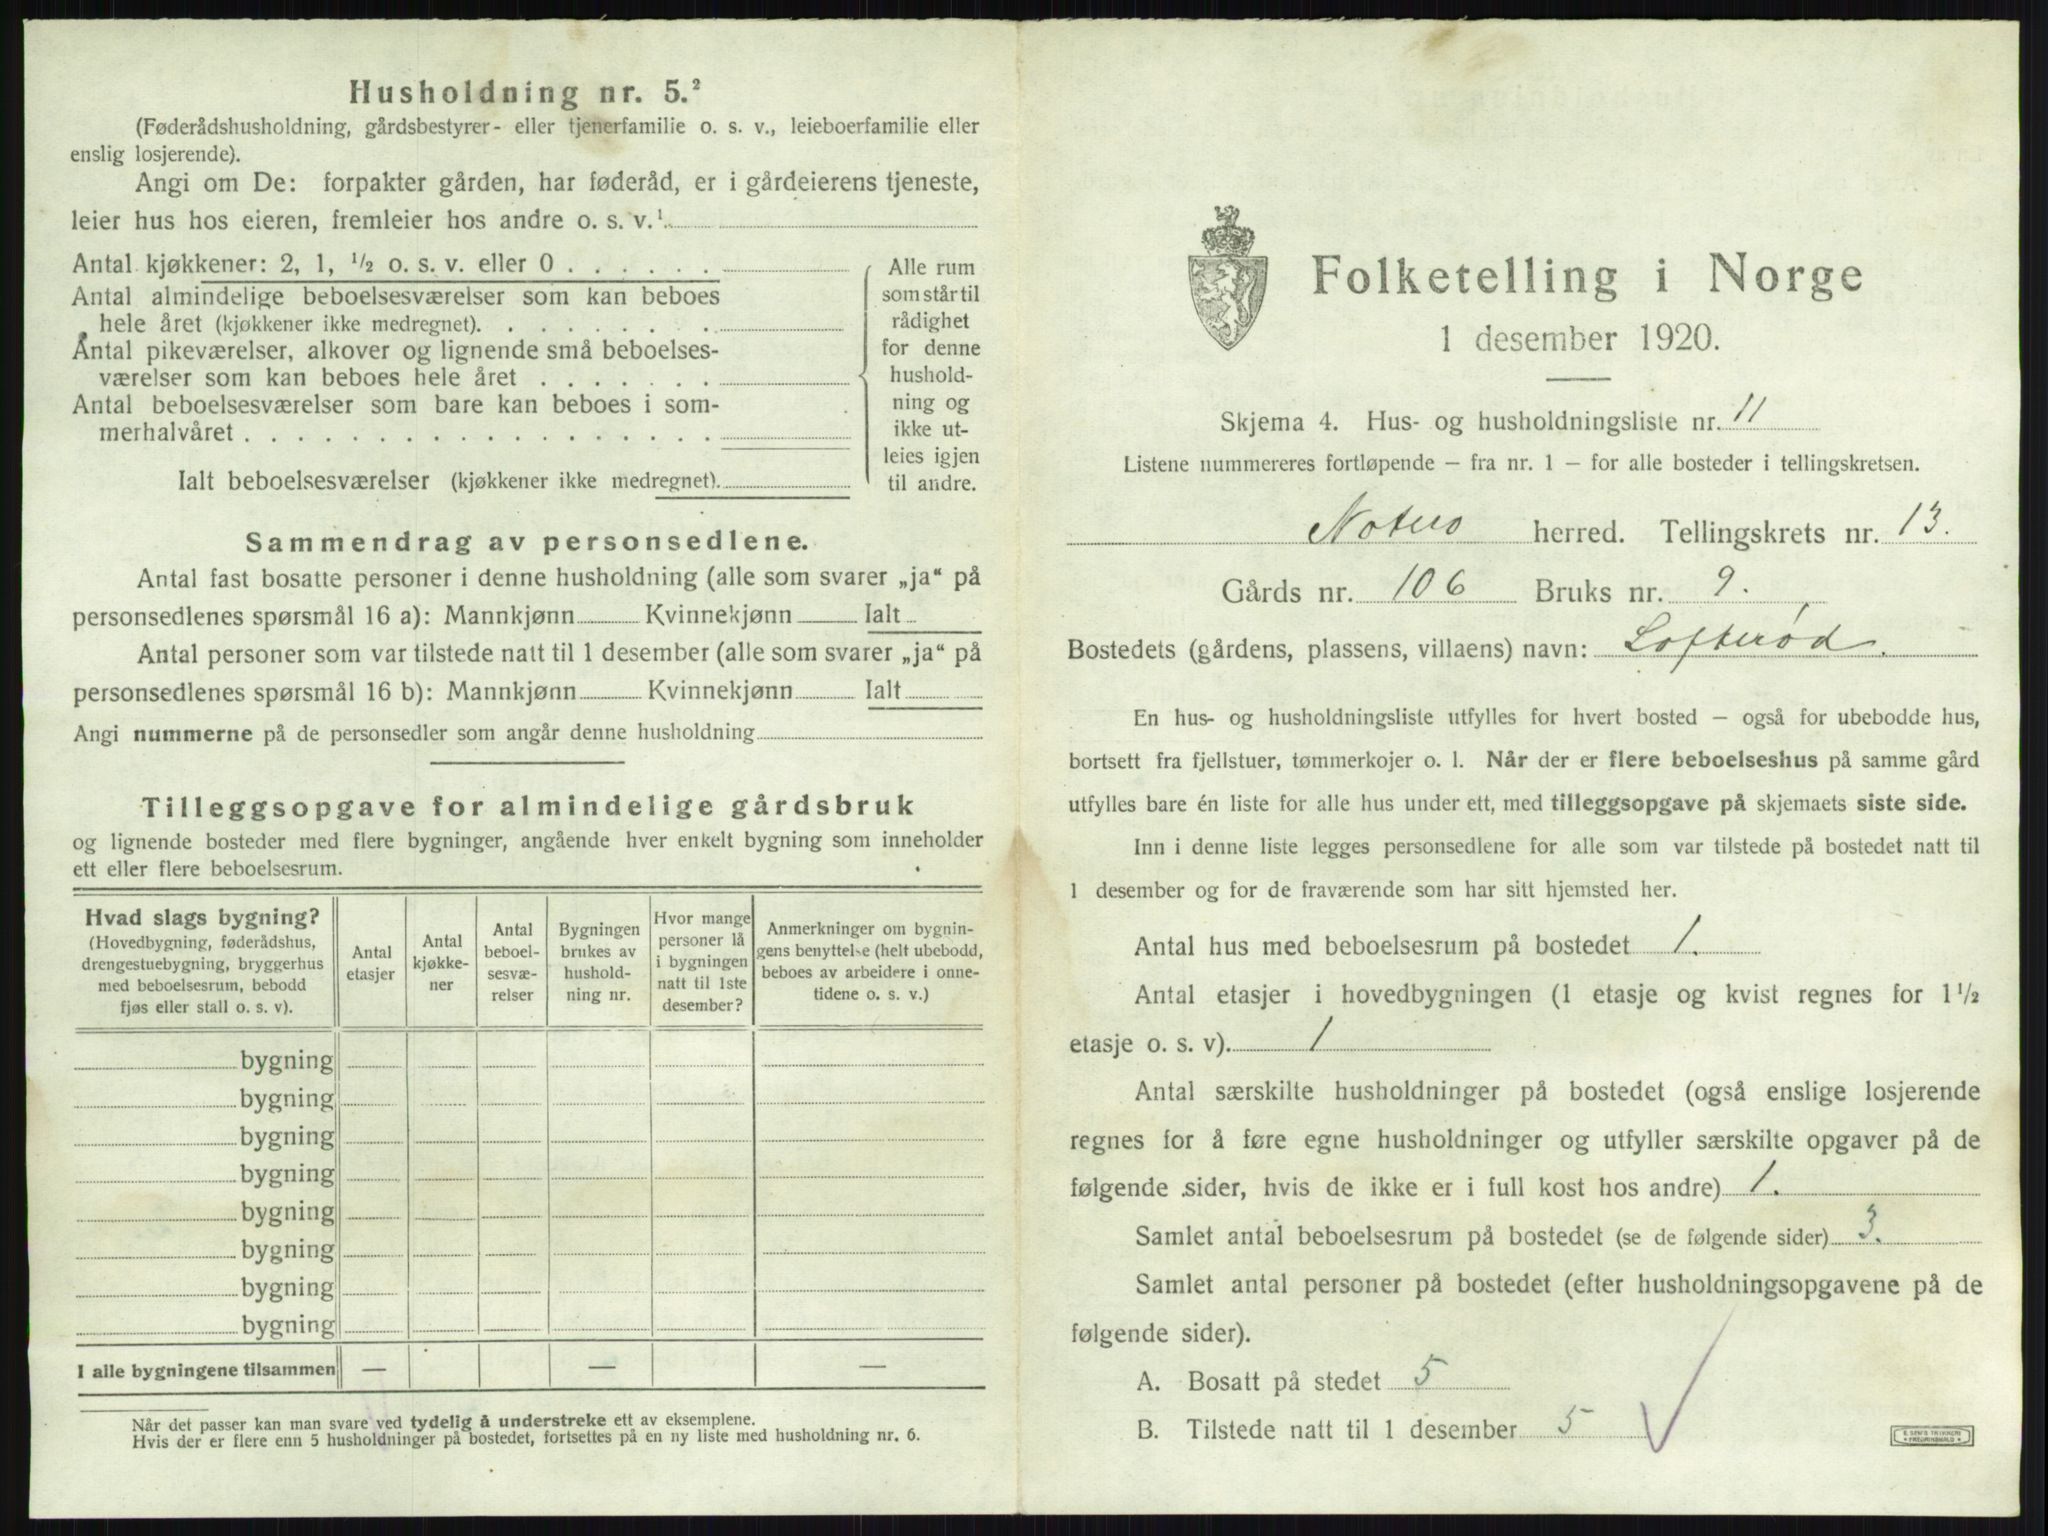 Husholdning nr. 5.²
(Føderådshusholdning, gårdsbestyrer- eller tjenerfamilie o. s. v., leieboerfamilie eller
enslig losjerende).
Angi om De: forpakter gården, har føderåd, er i gårdeierens tjeneste,
leier hus hos eieren, fremleier hos andre o. s. v.¹
Antal kjøkkener: 2, 1, ½ o. s. v. eller 0 . . . . . .
Antal almindelige beboelsesværelser som kan beboes
hele året (kjøkkener ikke medregnet). . . . . . . . .
Antal pikeværelser, alkover og lignende små beboelses-
værelser som kan beboes hele året . . . . . . .
Antal beboelsesværelser som bare kan beboes i som-
merhalvåret . . . . . . . . . . . . . . . . . .
Ialt beboelsesværelser (kjøkkener ikke medregnet).
Alle rum
som står til
rådighet
for denne
hushold-
ning og
ikke ut-
leies igjen
til andre.
Sammendrag av personsedlene.
Antal fast bosatte personer i denne husholdning (alle som svarer „ja“ på
personsedlenes spørsmål 16 a): Mannkjønn Kvinnekjønn Ialt
Antal personer som var tilstede natt til 1 desember (alle som svarer „ja“ på
personsedlenes spørsmål 16 b): Mannkjønn Kvinnekjønn Ialt
Angi nummerne på de personsedler som angår denne husholdning
Tilleggsopgave for almindelige gårdsbruk
og lignende bosteder med flere bygninger, angående hver enkelt bygning som inneholder
ett eller flere beboelsesrum.
Hvad slags bygning?
(Hovedbygning, føderådshus,
drengestuebygning, bryggerhus
med beboelsesrum, bebodd
fjøs eller stall o. s. v).
Antal
etasjer
Antal
kjøkke-
ner
Antal
beboel-
sesvæ-
relser
Bygningen
brukes av
hushold-
ning nr.
Hvor mange
personer lå
i bygningen
natt til 1ste
desember?
Anmerkninger om bygnin-
gens benyttelse (helt ubebodd,
beboes av arbeidere i onne-
tidene o. s. v.)
bygning
bygning
bygning
bygning
bygning
bygning
bygning
bygning
I alle bygningene tilsammen — — —
Når det passer kan man svare ved tydelig å understreke ett av eksemplene.
Hvis der er flere enn 5 husholdninger på bostedet, fortsettes på en ny liste med husholdning nr. 6.
Folketelling i Norge
1 desember 1920.
Skjema 4. Hus- og husholdningsliste nr. 11
Listene nummereres fortløpende – fra nr. 1 – for alle bosteder i tellingskretsen.
Notero herred. Tellingskrets nr. 13.
Gårds nr. 106 Bruks nr. 9.
Bostedets (gårdens, plassens, villaens) navn: Lofterød.
En hus- og husholdningsliste utfylles for hvert bosted – også for ubebodde hus,
bortsett fra fjellstuer, tømmerkojer o. l. Når der er flere beboelseshus på samme gård
utfylles bare én liste for alle hus under ett, med tilleggsopgave på skjemaets siste side.
Inn i denne liste legges personsedlene for alle som var tilstede på bostedet natt til
1 desember og for de fraværende som har sitt hjemsted her.
Antal hus med beboelsesrum på bostedet 1.
Antal etasjer i hovedbygningen (1 etasje og kvist regnes for 1½
etasje o. s. v). 1
Antal særskilte husholdninger på bostedet (også enslige losjerende
regnes for å føre egne husholdninger og utfyller særskilte opgaver på de
følgende sider, hvis de ikke er i full kost hos andre) 1.
Samlet antal beboelsesrum på bostedet (se de følgende sider) 3.
Samlet antal personer på bostedet (efter husholdningsopgavene på de
følgende sider).
A. Bosatt på stedet 5
B. Tilstede natt til 1 desember 5